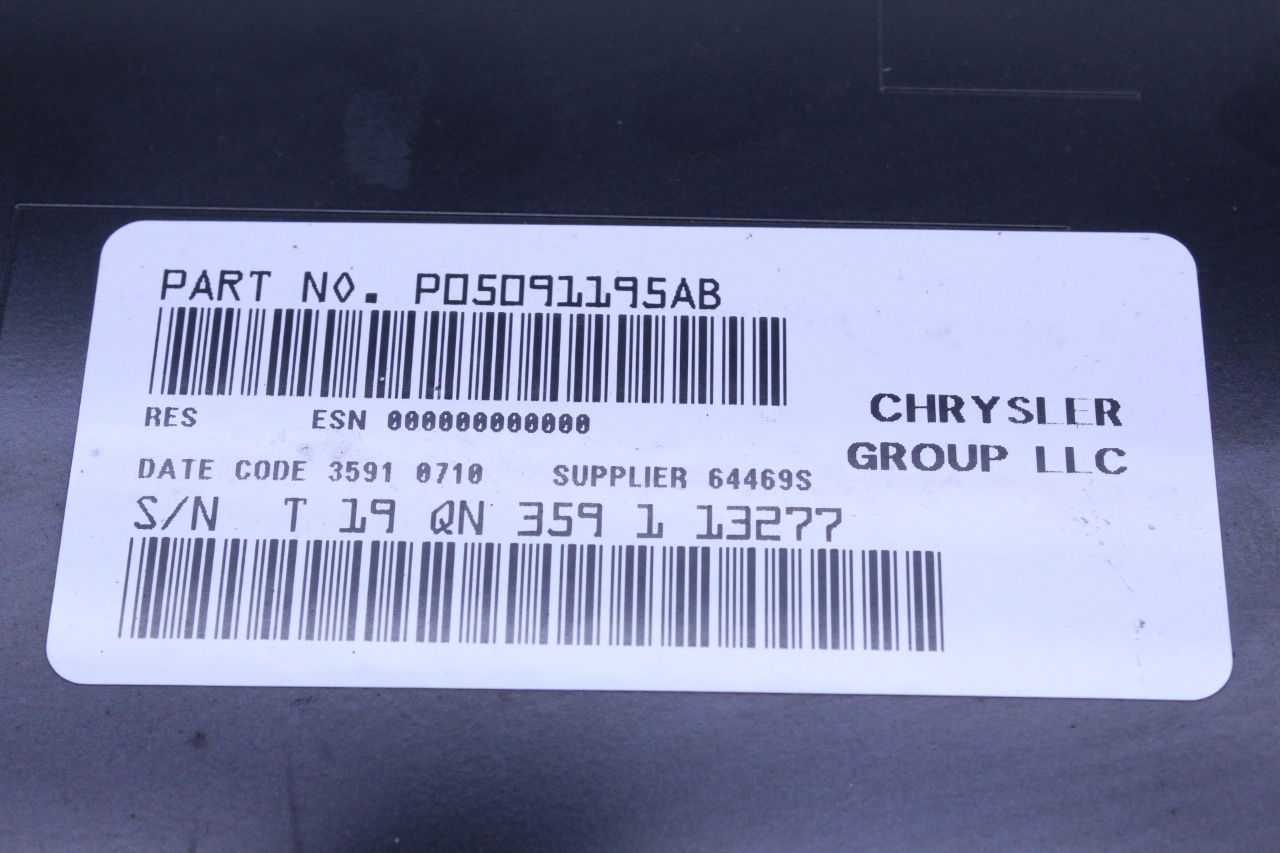 PART NO. P05091195AB
RES ESN 000000000000
CHRYSLER
GROUP LLC
DATE CODE 3591 0710 SUPPLIER 64469S
S/N T 19 QN 359 1 13277